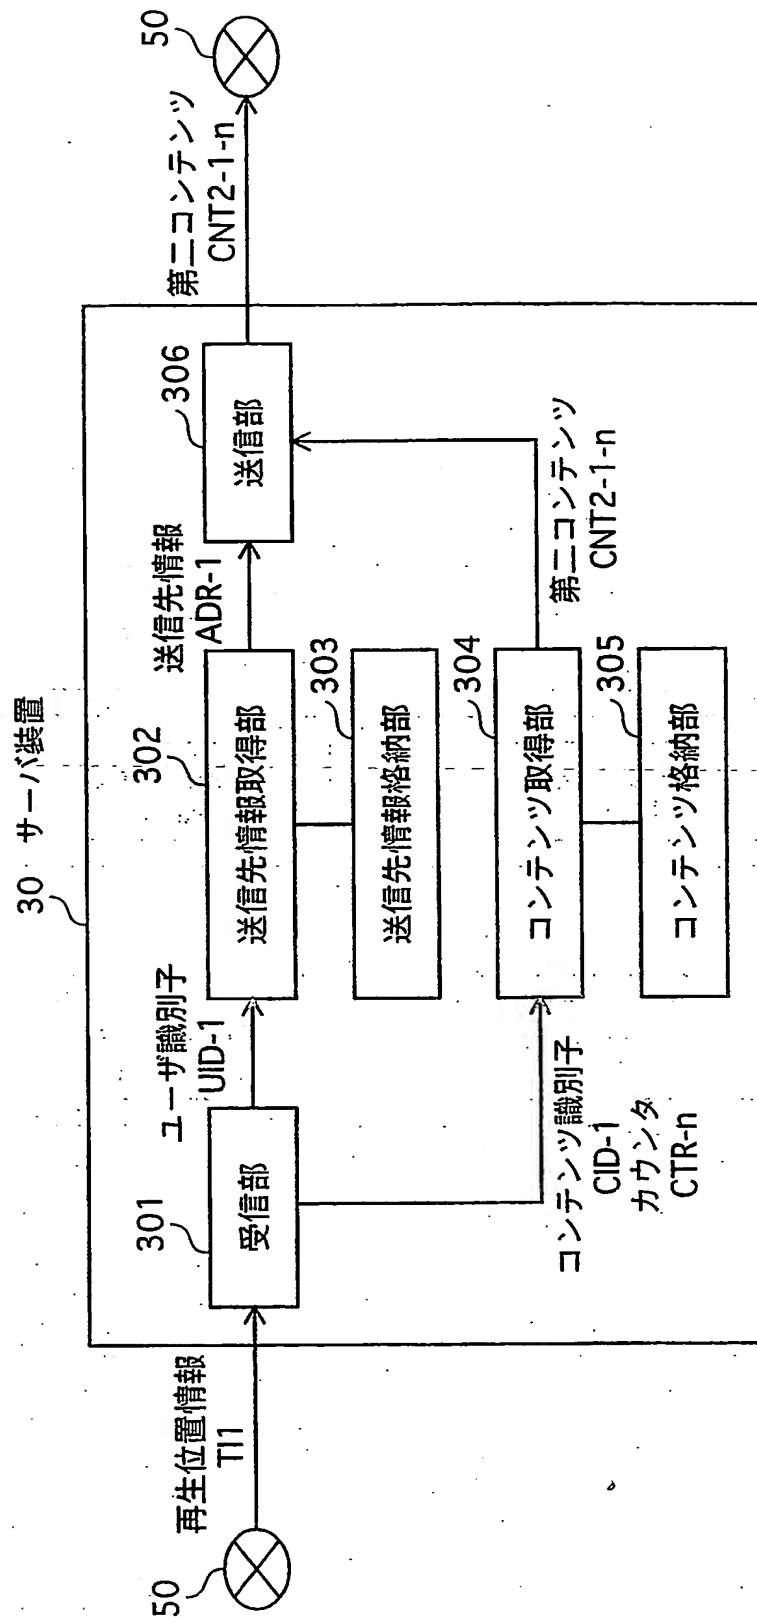 30 サーバ装置
50
再生位置情報
TI1
301
受信部
ユーザ識別子
UID-1
302
送信先情報取得部
303
送信先情報格納部
送信先情報
ADR-1
306
送信部
第二コンテンツ
CNT2-1-n
50
コンテンツ識別子
CID-1
カウンタ
CTR-n
304
コンテンツ取得部
305
コンテンツ格納部
第二コンテンツ
CNT2-1-n